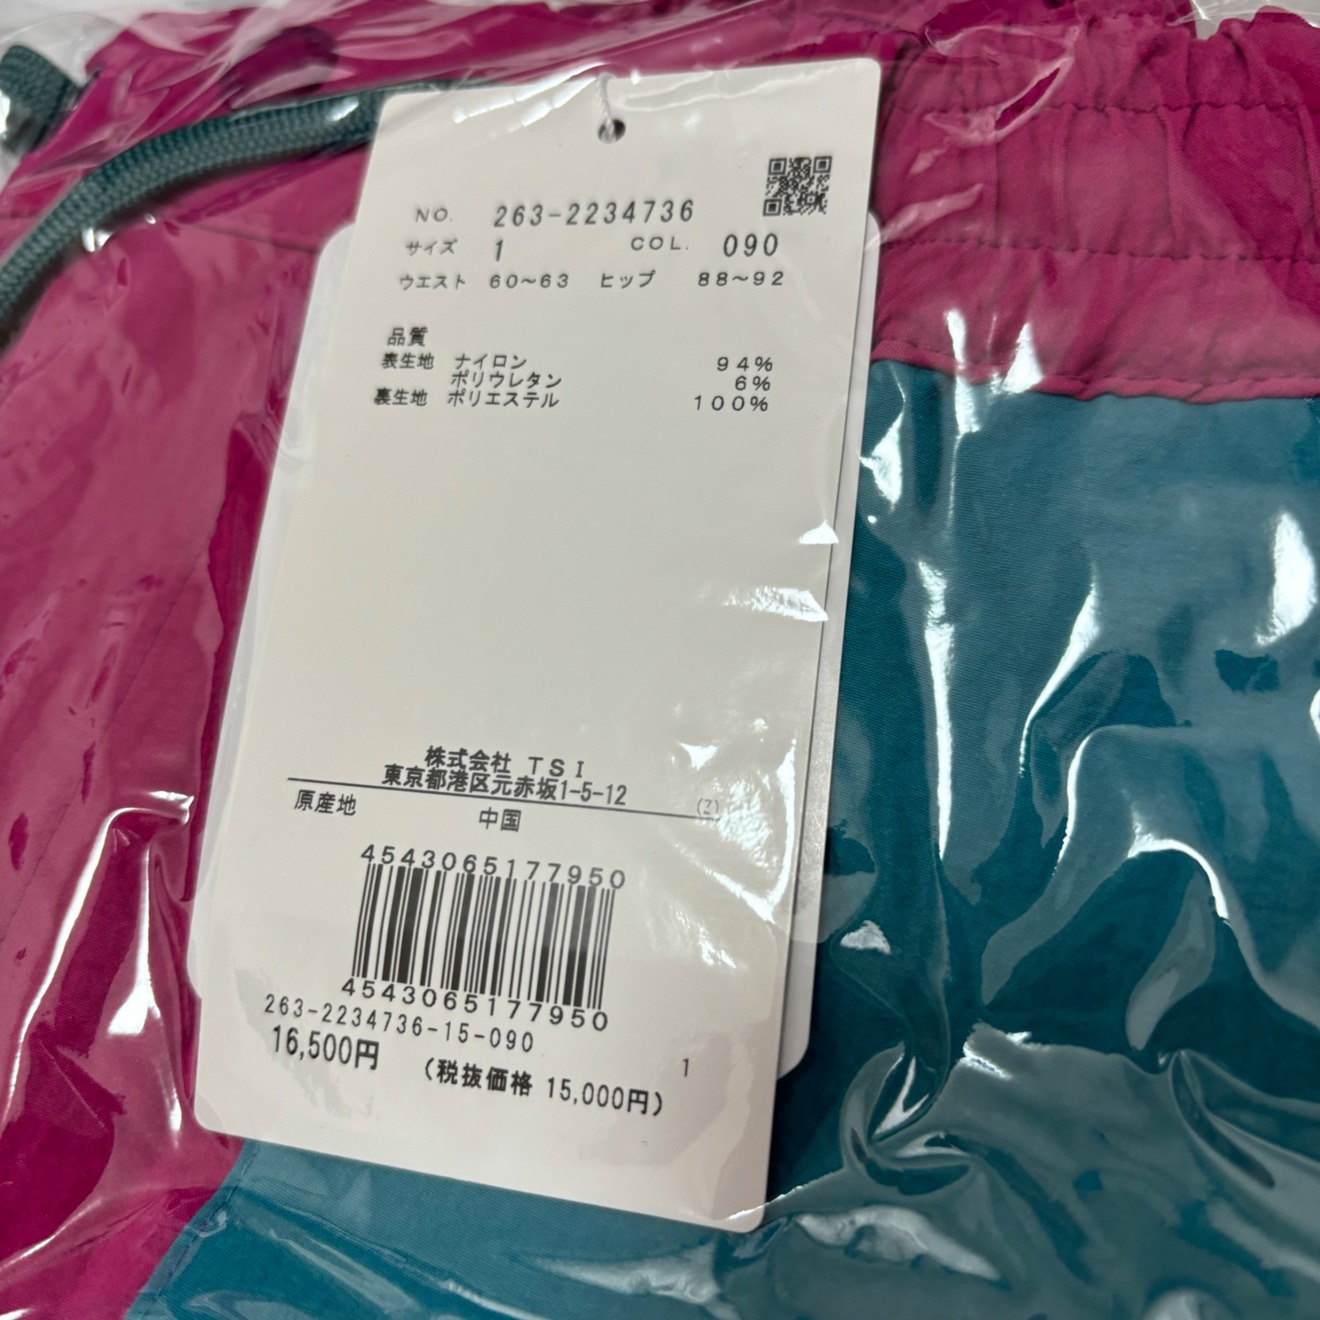 NO. 263-2234736
サイズ 1 COL. 090
ウエスト 60～63 ヒップ 88～92
品質
表生地 ナイロン 94%
ポリウレタン 6%
裏生地 ポリエステル 100%
株式会社 TSI
東京都港区元赤坂1-5-12
(Z)
原産地 中国
4543065177950
4543065177950
263-2234736-15-090
16,500円 (税抜価格 15,000円) 1